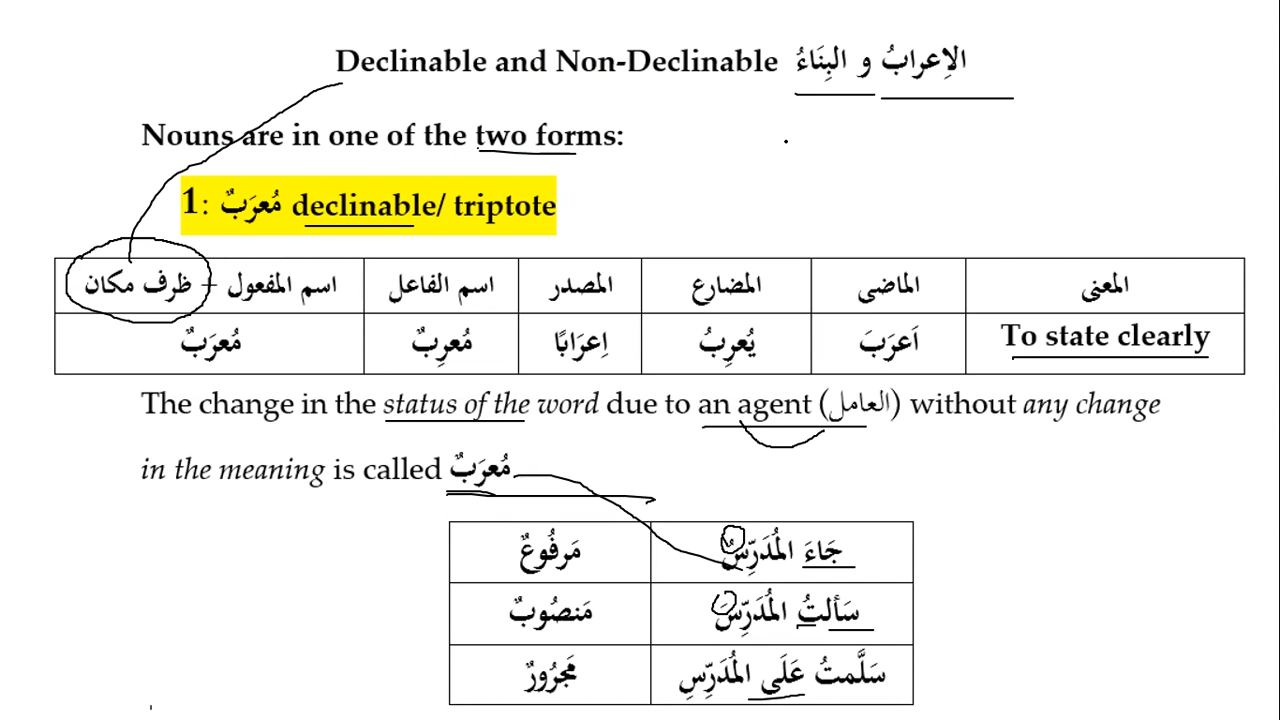 Declinable and Non-Declinable الاِعرابُ و البِنَاءُ
Nouns are in one of the two forms:
1: مُعرَبٌ declinable/ triptote
المعنى | الماضى | المضارع | المصدر | اسم الفاعل | اسم المفعول – ظرف مكان
To state clearly | اَعرَبَ | يُعرِبُ | اِعرَابًا | مُعرِبٌ | مُعرَبٌ
The change in the status of the word due to an agent (العامل) without any change
in the meaning is called مُعرَبٌ
جَاءَ المُدَرِّسٌ | مَرفُوعٌ
سَألتُ المُدَرِّسَ | مَنصُوبٌ
سَلَّمتُ عَلَى المُدَرِّسِ | مَجرُورٌ